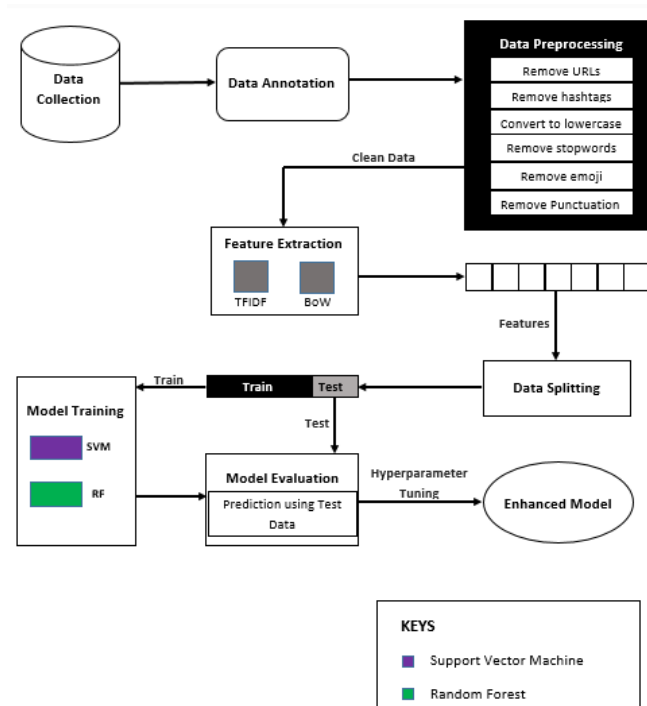 Data
Collection
Data Annotation
Data Preprocessing
Remove URLs
Remove hashtags
Convert to lowercase
Remove stopwords
Remove emoji
Remove Punctuation
Clean Data
Feature Extraction
TFIDF
BoW
Features
Data Splitting
Train
Test
Train
Test
Model Training
SVM
RF
Model Evaluation
Prediction using Test
Data
Hyperparameter
Tuning
Enhanced Model
KEYS
Support Vector Machine
Random Forest